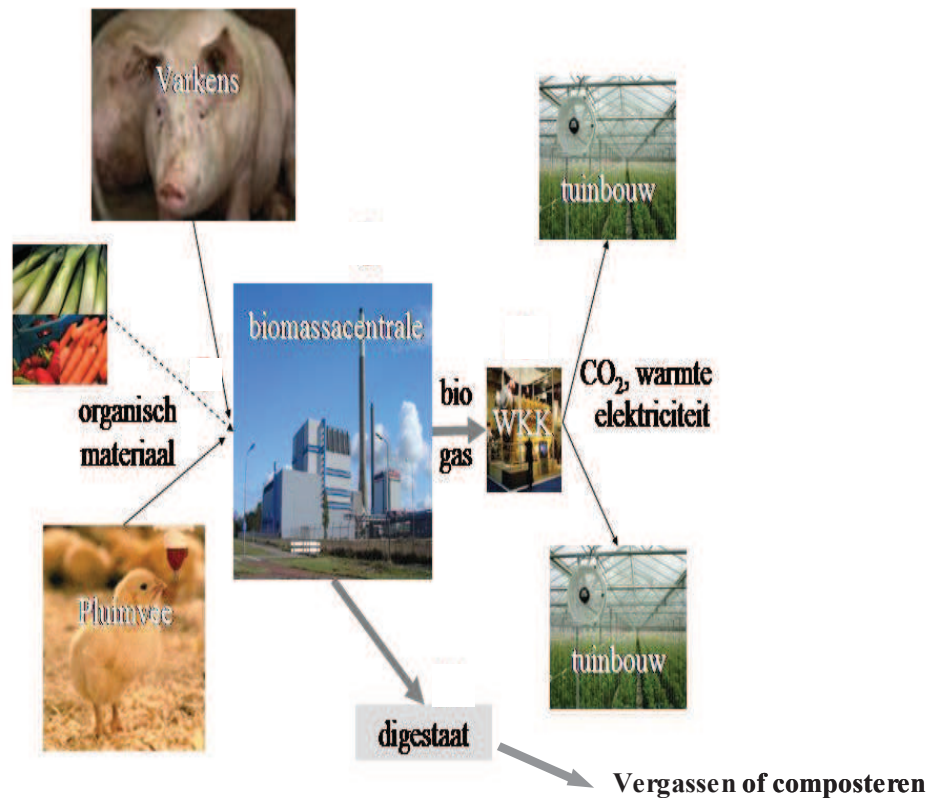 Varkens
tuinbouw
biomassacentrale
organisch
materiaal
bio
gas
WKK
CO₂, warmte
elektriciteit
Pluimvee
tuinbouw
digestaat
Vergassen of composteren